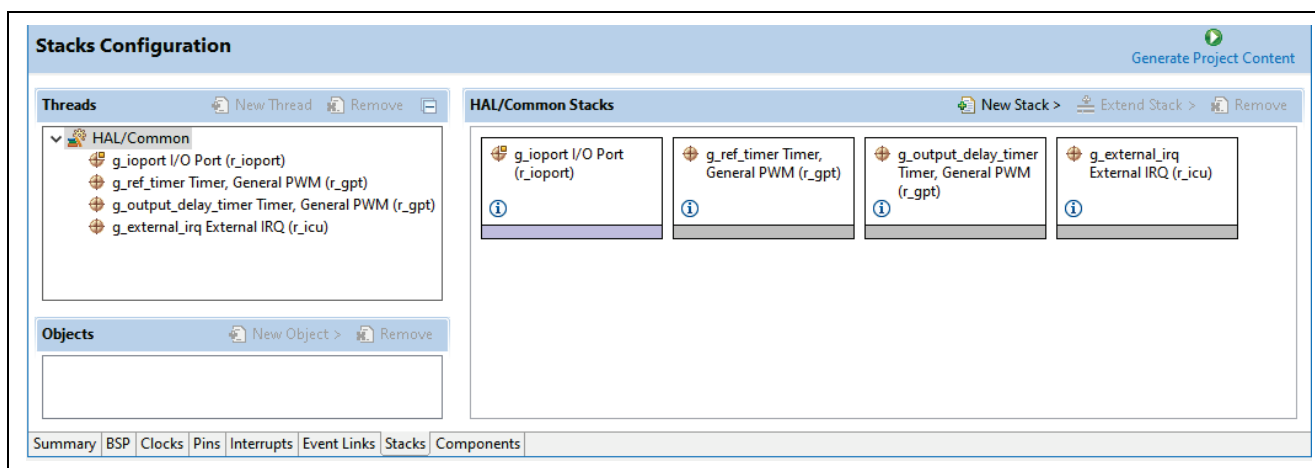 Stacks Configuration
Generate Project Content
Threads
New Thread
Remove
HAL/Common
g_ioport I/O Port (r_ioport)
g_ref_timer Timer, General PWM (r_gpt)
g_output_delay_timer Timer, General PWM (r_gpt)
g_external_irq External IRQ (r_icu)
Objects
New Object >
Remove
HAL/Common Stacks
New Stack >
Extend Stack >
Remove
g_ioport I/O Port
(r_ioport)
g_ref_timer Timer,
General PWM (r_gpt)
g_output_delay_timer
Timer, General PWM
(r_gpt)
g_external_irq
External IRQ (r_icu)
Summary BSP Clocks Pins Interrupts Event Links Stacks Components